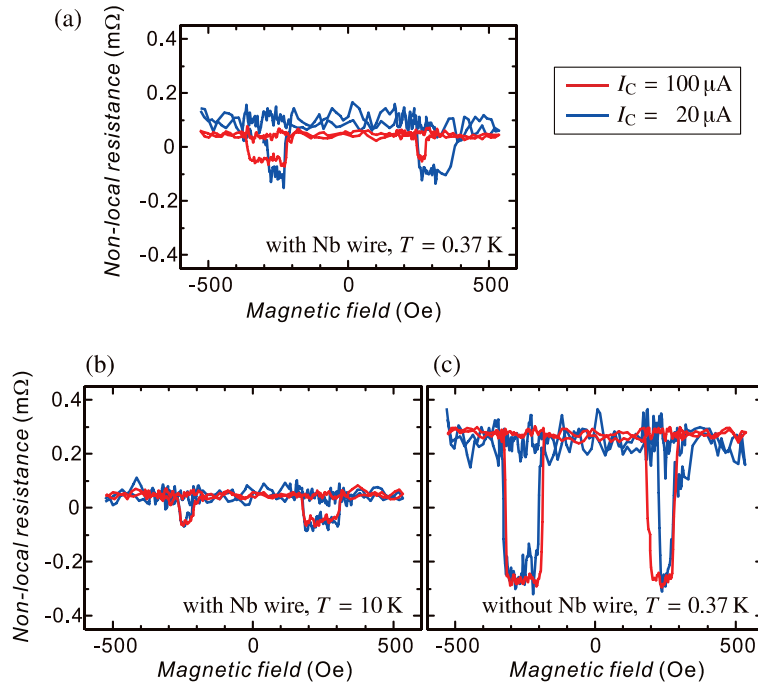 (a)
Non-local resistance (mΩ)
0.4
0.2
0
-0.2
-0.4
with Nb wire, T = 0.37 K
-500
0
500
Magnetic field (Oe)
I_C = 100 μA
I_C = 20 μA
(b)
Non-local resistance (mΩ)
0.4
0.2
0
-0.2
-0.4
with Nb wire, T = 10 K
-500
0
500
Magnetic field (Oe)
(c)
without Nb wire, T = 0.37 K
-500
0
500
Magnetic field (Oe)